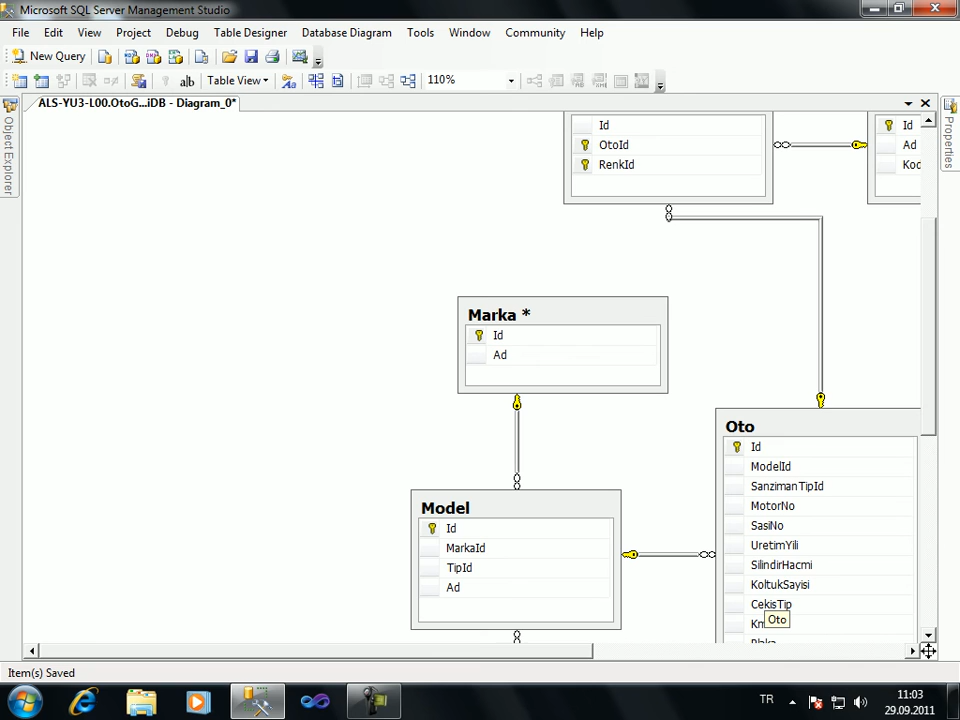 Microsoft SQL Server Management Studio
File Edit View Project Debug Table Designer Database Diagram Tools Window Community Help
New Query
ab Table View 110%
ALS-YU3-L00.OtoG...iDB - Diagram_0*
Object Explorer
Properties
Id
OtoId
RenkId
Id
Ad
Kod
Marka *
Id
Ad
Oto
Id
ModelId
SanzimanTipId
MotorNo
SasiNo
UretimYili
SilindirHacmi
KoltukSayisi
CekisTip
Km
Oto
Plaka
Model
Id
MarkaId
TipId
Ad
Item(s) Saved
TR
11:03
29.09.2011